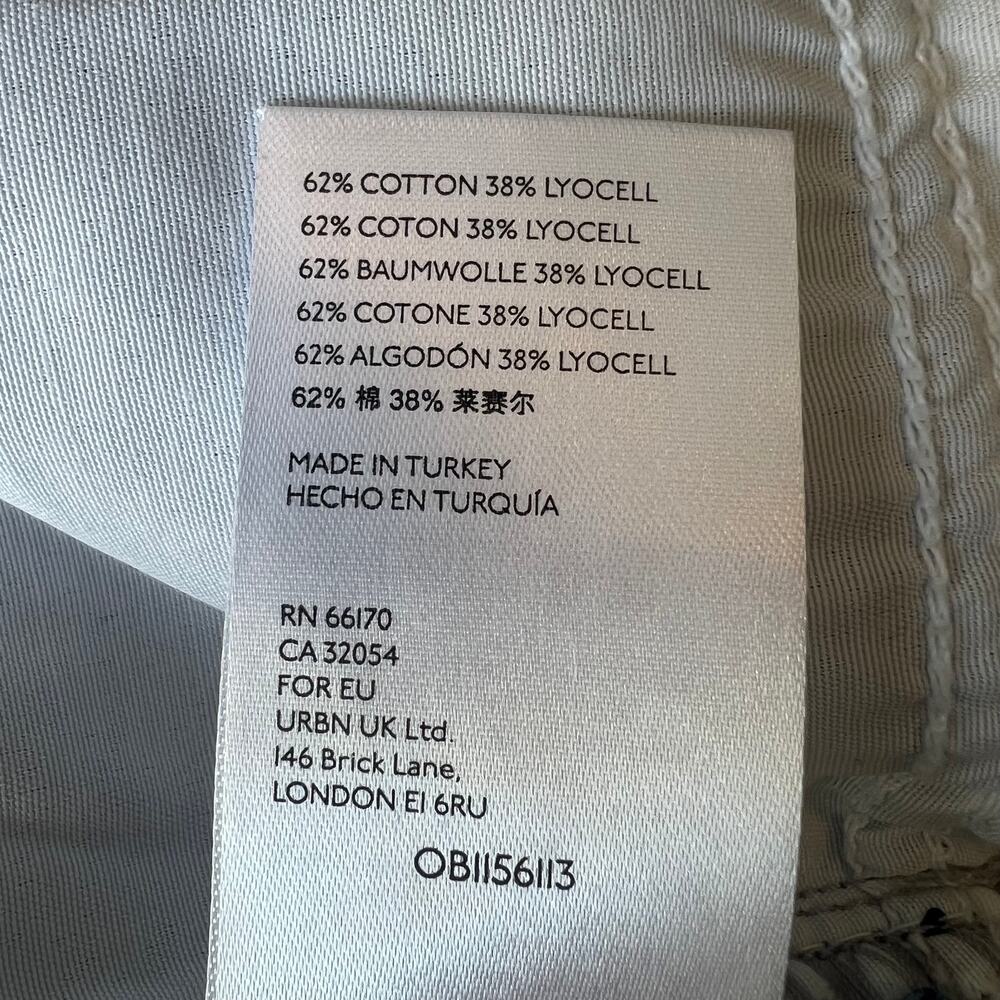 62% COTTON 38% LYOCELL
62% COTON 38% LYOCELL
62% BAUMWOLLE 38% LYOCELL
62% COTONE 38% LYOCELL
62% ALGODÓN 38% LYOCELL
62% 棉 38% 莱赛尔
MADE IN TURKEY
HECHO EN TURQUÍA
RN 66170
CA 32054
FOR EU
URBN UK Ltd.
146 Brick Lane,
LONDON E1 6RU
OB1156113